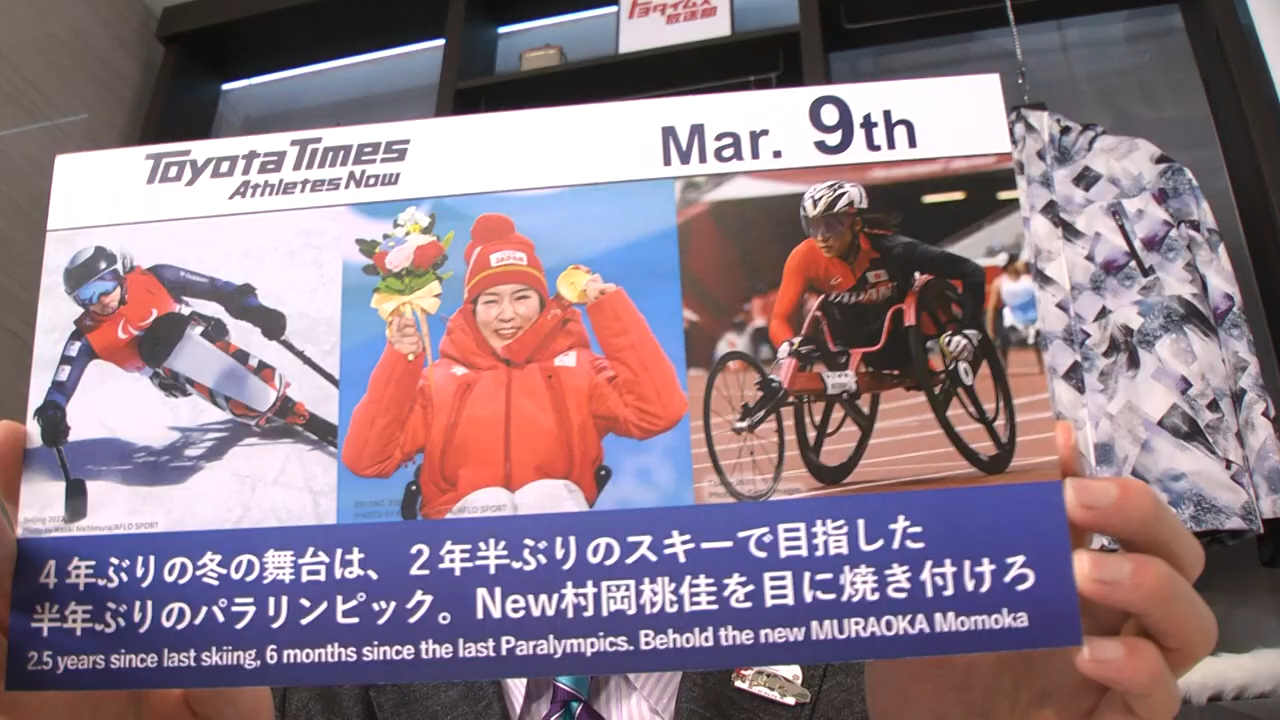 トヨタイムズ
放送部
ToyotaTimes
Athletes Now
Mar. 9th
JAPAN
JAPAN
4年ぶりの冬の舞台は、2年半ぶりのスキーで目指した
半年ぶりのパラリンピック。New村岡桃佳を目に焼き付けろ
2.5 years since last skiing, 6 months since the last Paralympics. Behold the new MURAOKA Momoka